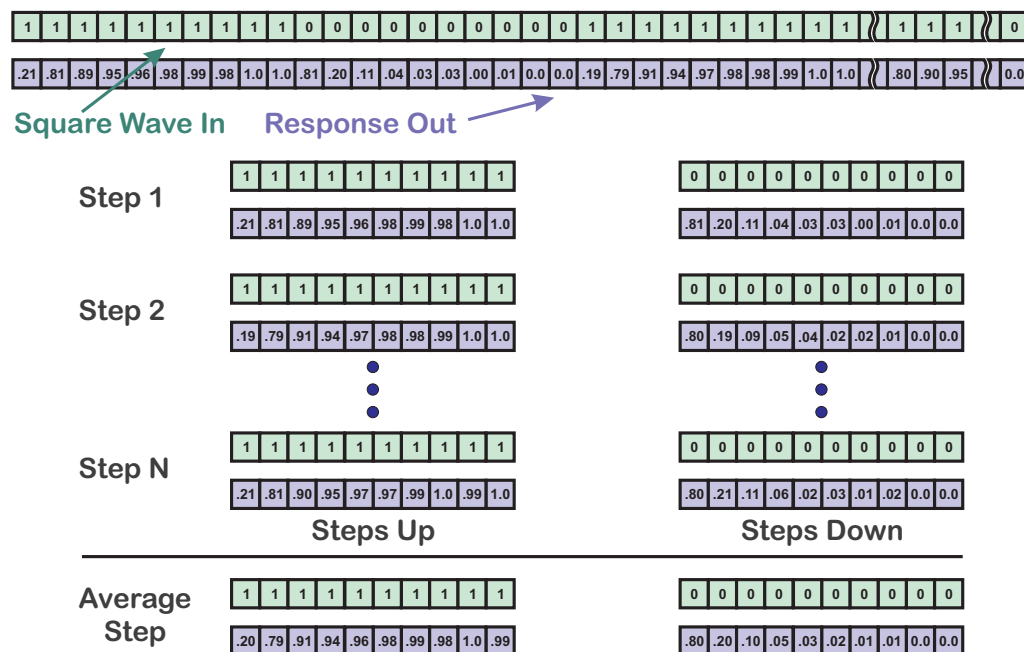 1 1 1 1 1 1 1 1 1 1 0 0 0 0 0 0 0 0 0 0 1 1 1 1 1 1 1 1 1 1 1 1 1 0
.21 .81 .89 .95 .96 .98 .99 .98 1.0 1.0 .81 .20 .11 .04 .03 .03 .00 .01 0.0 0.0 .19 .79 .91 .94 .97 .98 .98 .99 1.0 1.0 .80 .90 .95 0.0
Square Wave In Response Out
1 1 1 1 1 1 1 1 1 1 0 0 0 0 0 0 0 0 0 0
Step 1
.21 .81 .89 .95 .96 .98 .99 .98 1.0 1.0 .81 .20 .11 .04 .03 .03 .00 .01 0.0 0.0
1 1 1 1 1 1 1 1 1 1 0 0 0 0 0 0 0 0 0 0
Step 2
.19 .79 .91 .94 .97 .98 .98 .99 1.0 1.0 .80 .19 .09 .05 .04 .02 .02 .01 0.0 0.0
1 1 1 1 1 1 1 1 1 1 0 0 0 0 0 0 0 0 0 0
Step N
.21 .81 .90 .95 .97 .97 .99 1.0 .99 1.0 .80 .21 .11 .06 .02 .03 .01 .02 0.0 0.0
Steps Up Steps Down
Average 1 1 1 1 1 1 1 1 1 1 0 0 0 0 0 0 0 0 0 0
Step .20 .79 .91 .94 .96 .98 .99 .98 1.0 .99 .80 .20 .10 .05 .03 .02 .01 .01 0.0 0.0